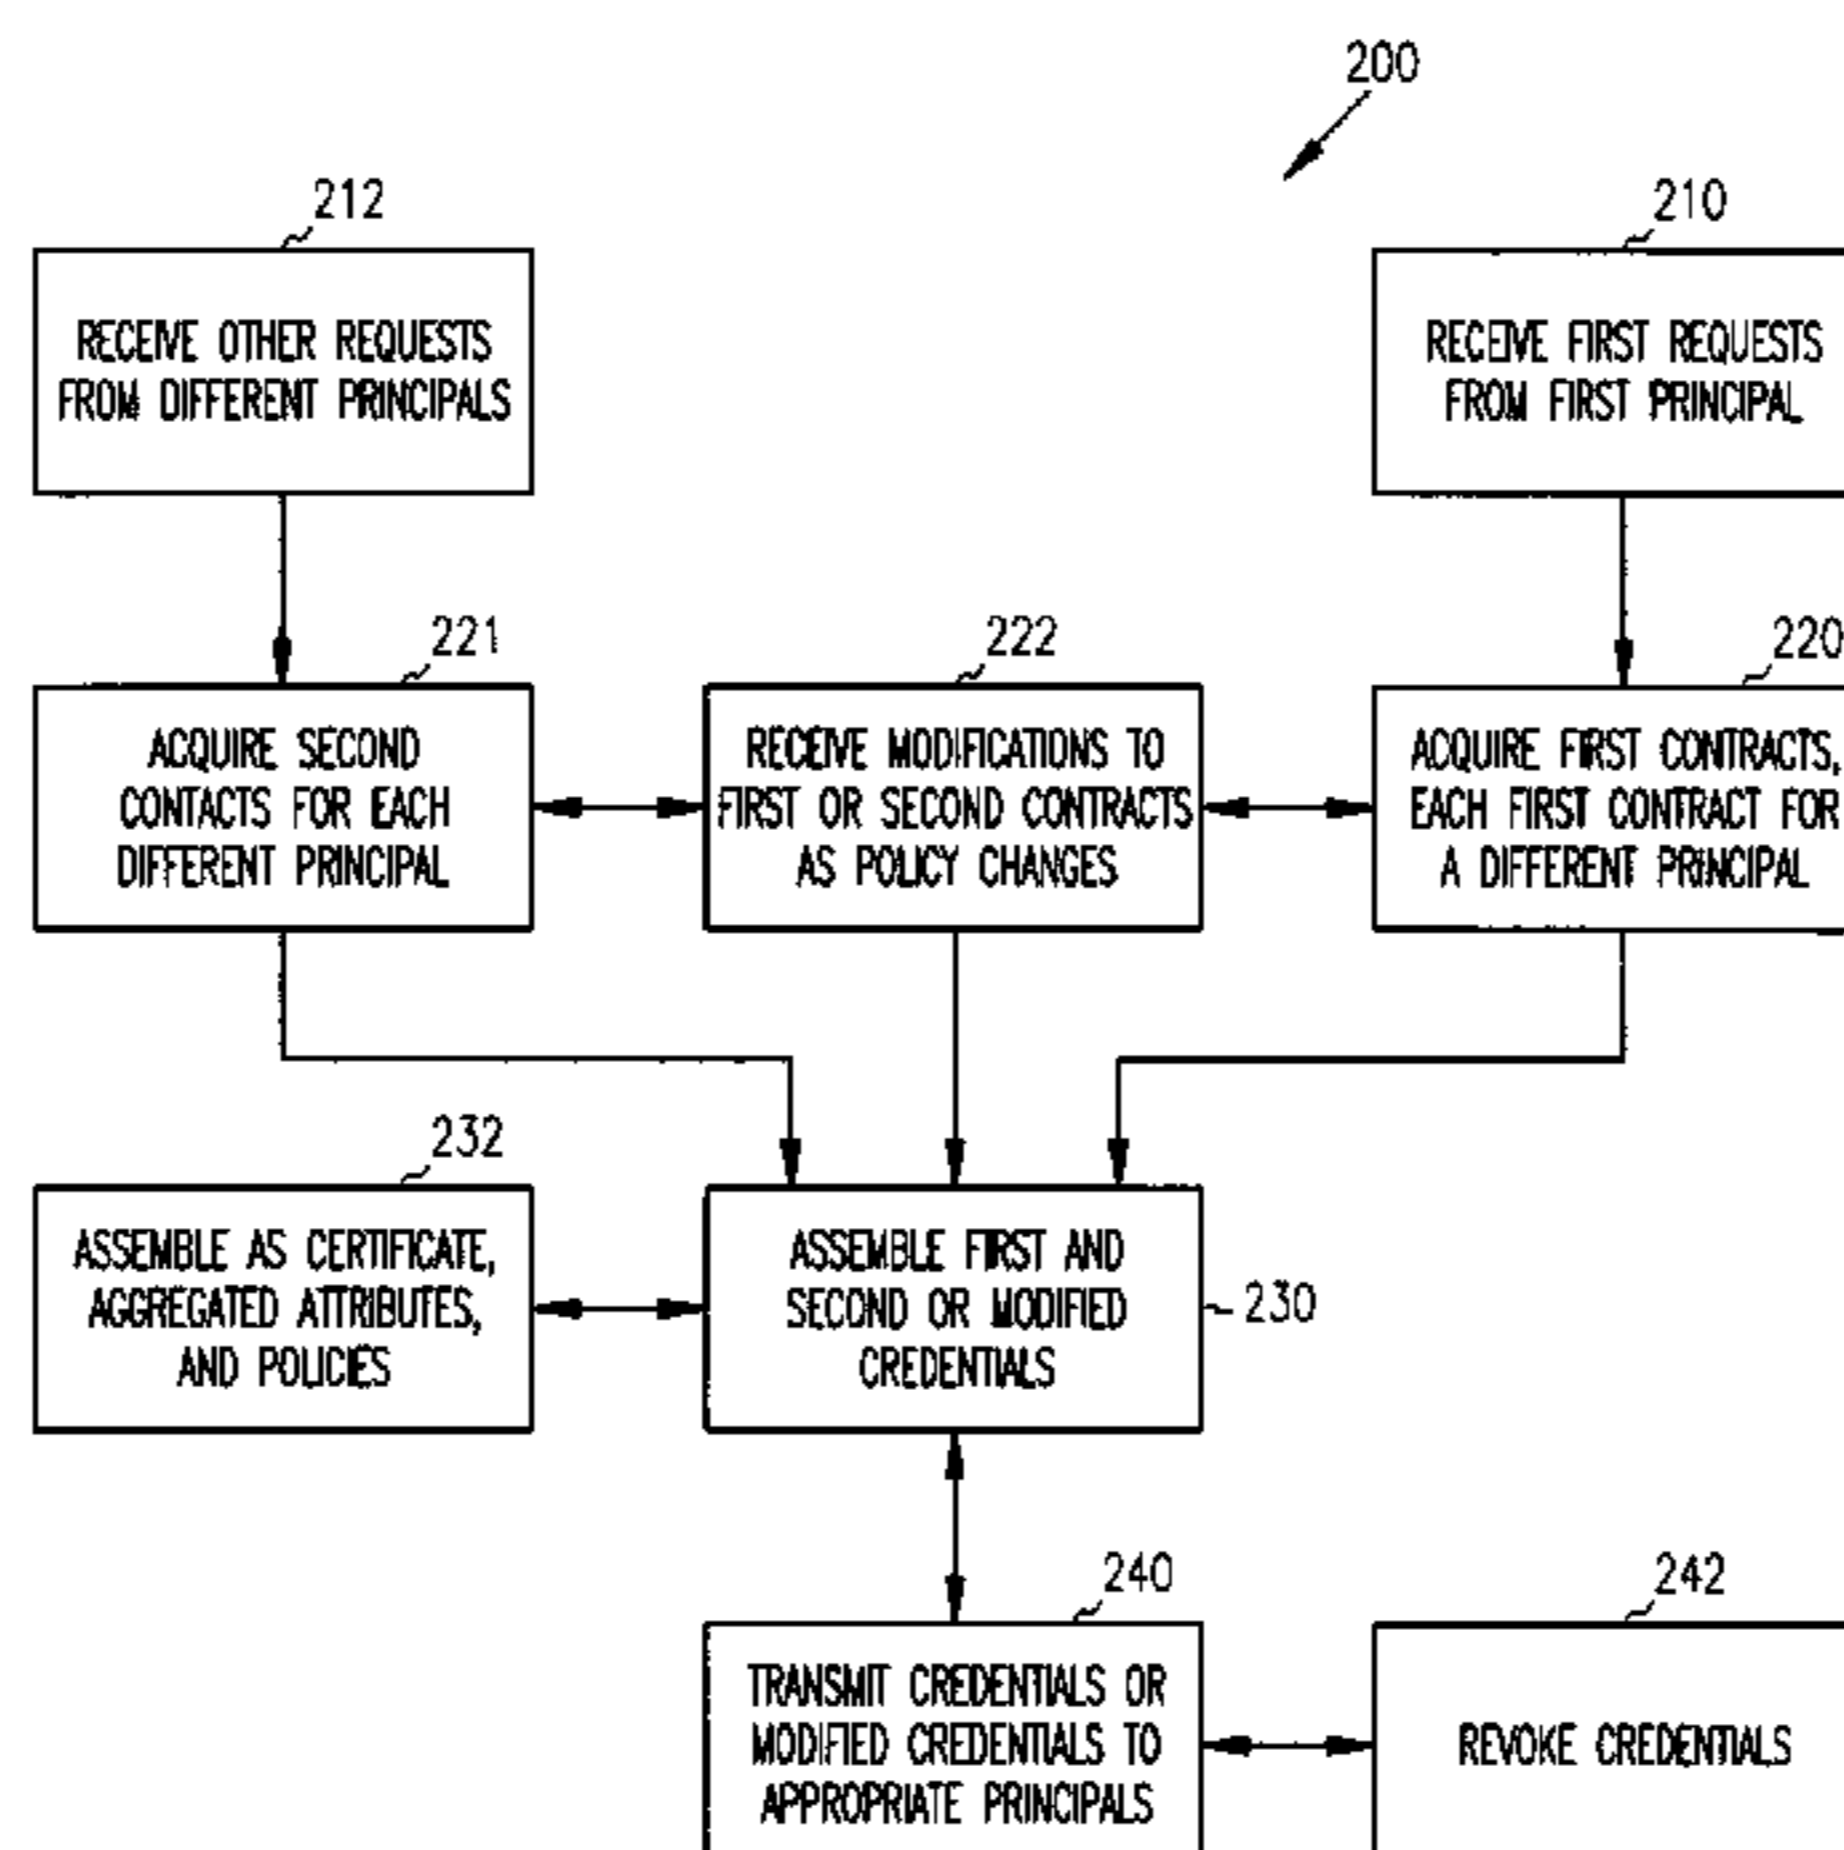 200
212
RECEIVE OTHER REQUESTS
FROM DIFFERENT PRINCIPALS
210
RECEIVE FIRST REQUESTS
FROM FIRST PRINCIPAL
221
ACQUIRE SECOND
CONTACTS FOR EACH
DIFFERENT PRINCIPAL
222
RECEIVE MODIFICATIONS TO
FIRST OR SECOND CONTRACTS
AS POLICY CHANGES
220
ACQUIRE FIRST CONTRACTS,
EACH FIRST CONTRACT FOR
A DIFFERENT PRINCIPAL
232
ASSEMBLE AS CERTIFICATE,
AGGREGATED ATTRIBUTES,
AND POLICIES
ASSEMBLE FIRST AND
SECOND OR MODIFIED
CREDENTIALS
230
240
TRANSMIT CREDENTIALS OR
MODIFIED CREDENTIALS TO
APPROPRIATE PRINCIPALS
242
REVOKE CREDENTIALS